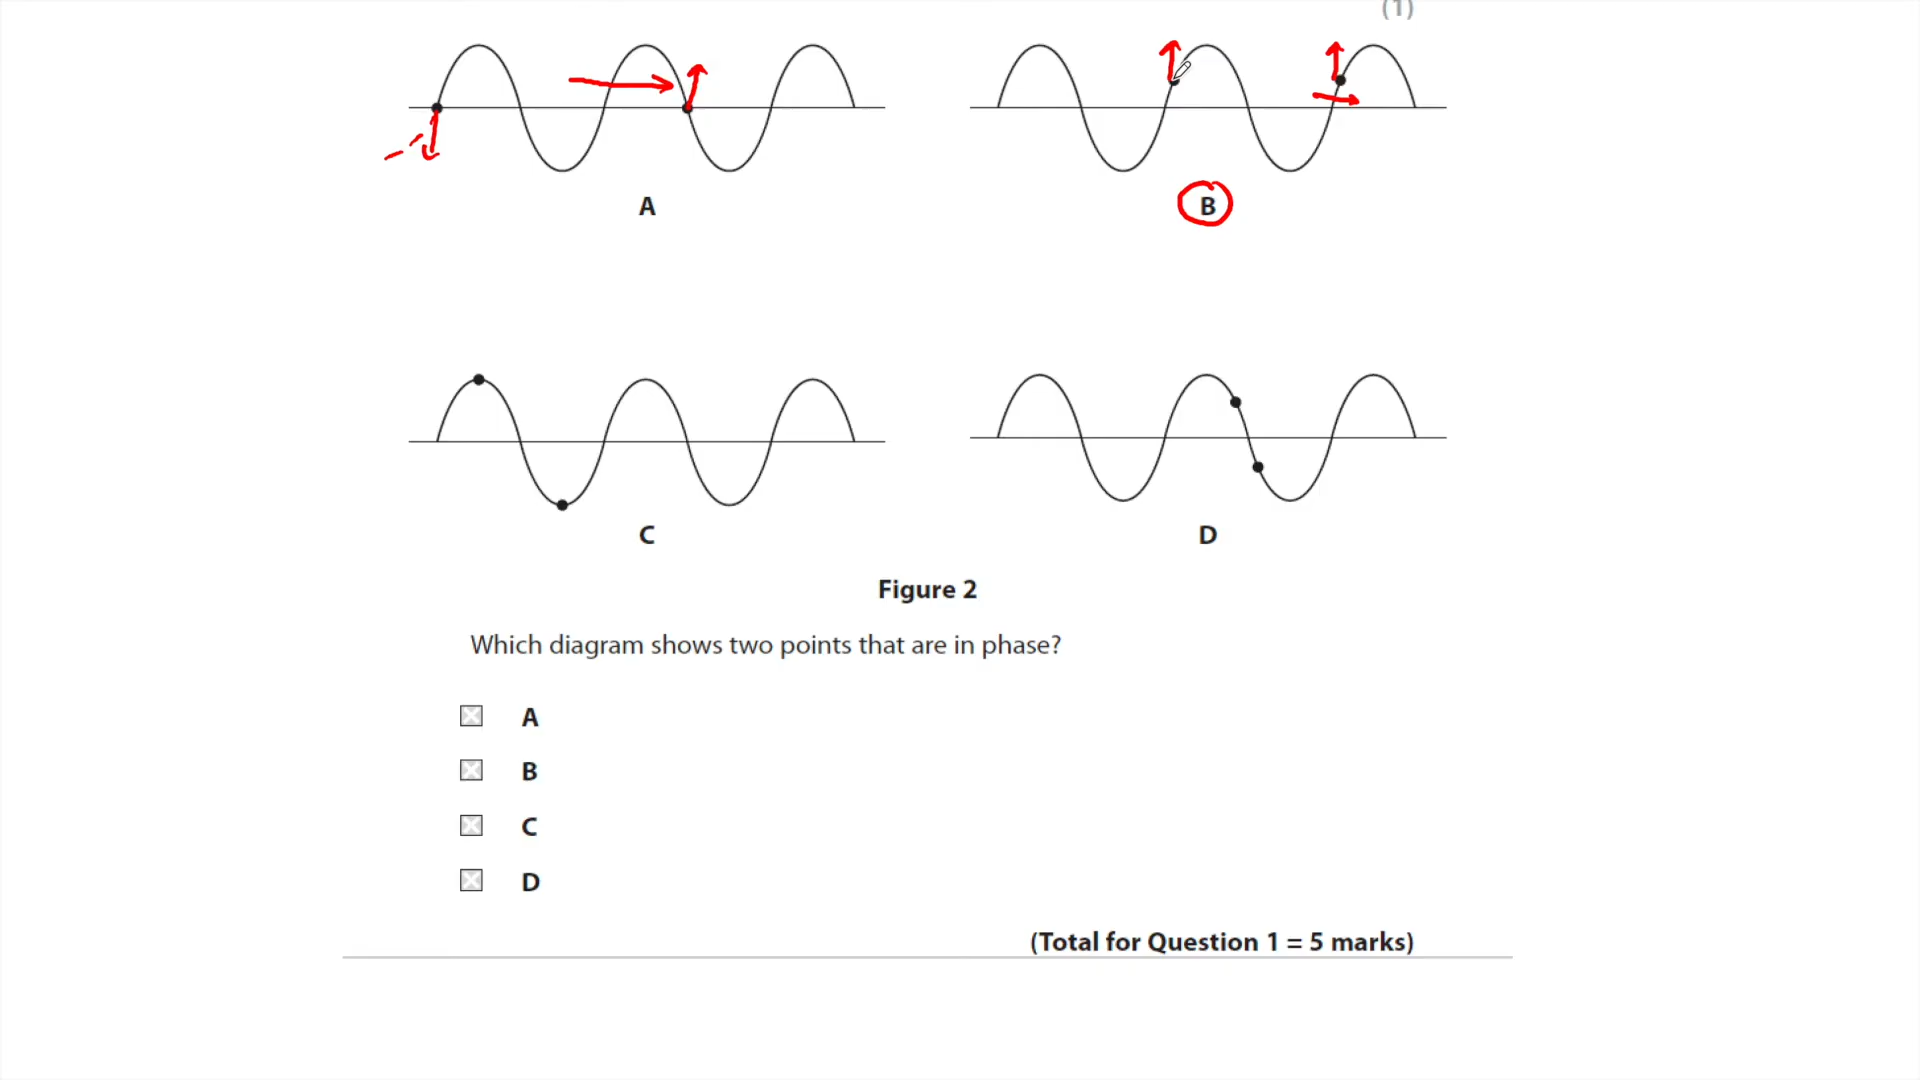 (1)
A
B
C
D
Figure 2
Which diagram shows two points that are in phase?
A
B
C
D
(Total for Question 1 = 5 marks)